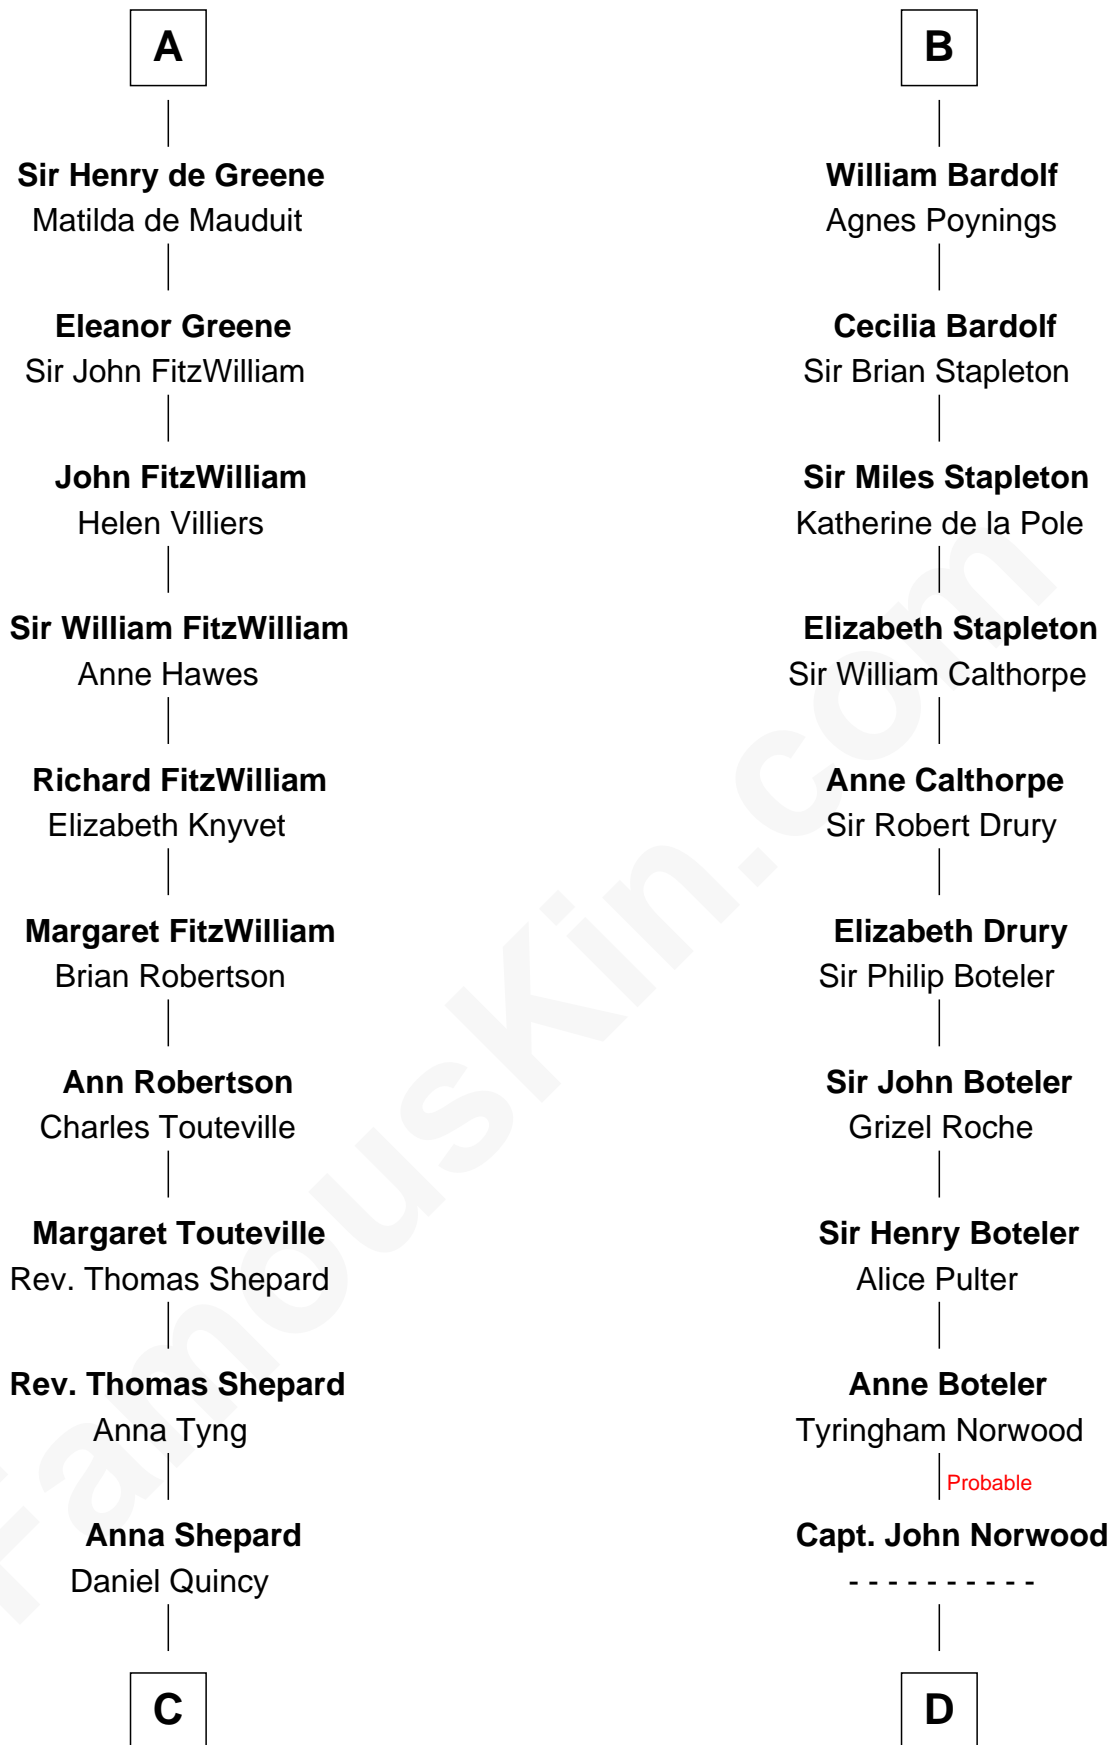 A
Sir Henry de Greene
Matilda de Mauduit
Eleanor Greene
Sir John FitzWilliam
John FitzWilliam
Helen Villiers
Sir William FitzWilliam
Anne Hawes
Richard FitzWilliam
Elizabeth Knyvet
Margaret FitzWilliam
Brian Robertson
Ann Robertson
Charles Touteville
Margaret Touteville
Rev. Thomas Shepard
Rev. Thomas Shepard
Anna Tyng
Anna Shepard
Daniel Quincy
C
B
William Bardolf
Agnes Poynings
Cecilia Bardolf
Sir Brian Stapleton
Sir Miles Stapleton
Katherine de la Pole
Elizabeth Stapleton
Sir William Calthorpe
Anne Calthorpe
Sir Robert Drury
Elizabeth Drury
Sir Philip Boteler
Sir John Boteler
Grizel Roche
Sir Henry Boteler
Alice Pulter
Anne Boteler
Tyringham Norwood
Probable
Capt. John Norwood
- - - - - - - - - -
D
FamousKin.com